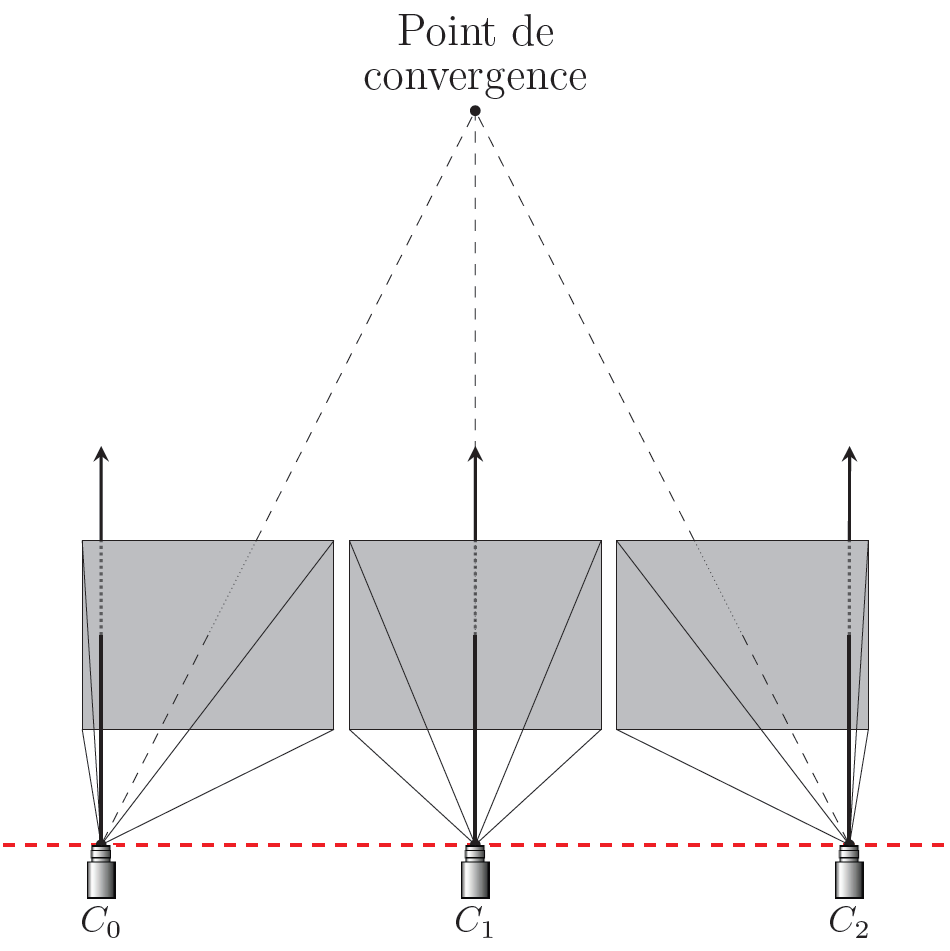 Point de
convergence
C₀ C₁ C₂